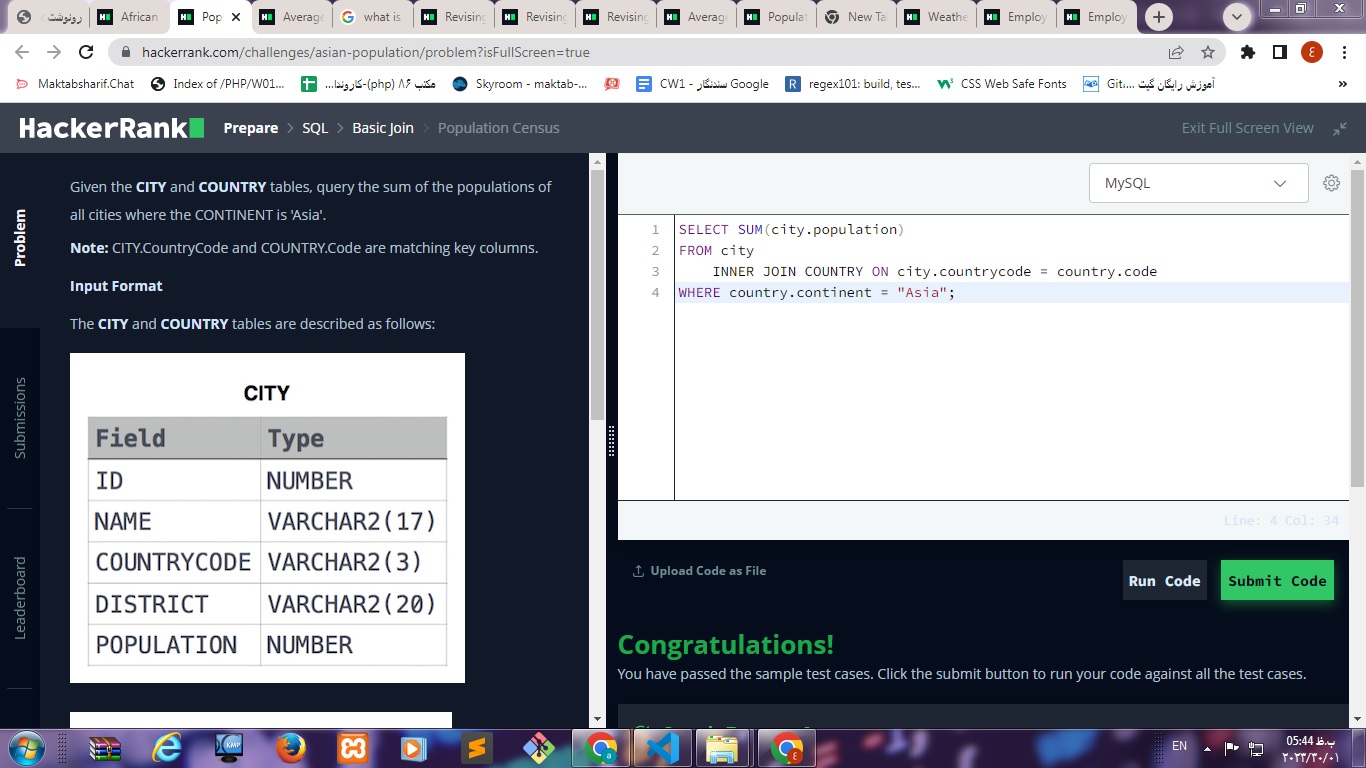 رونوشت
African
Pop
Average
what is
Revising
Revising
Revising
Average
Populat
New Ta
Weathe
Employ
Employ
hackerrank.com/challenges/asian-population/problem?isFullScreen=true
Maktabsharif.Chat
Index of /PHP/W01...
مکتب ۸۶ (php)-کاروندا...
Skyroom - maktab-...
CW1 - سندنگار Google
regex101: build, tes...
CSS Web Safe Fonts
آموزش رایگان گیت ...Git
»
HackerRank
Prepare > SQL > Basic Join > Population Census
Exit Full Screen View
Problem
Submissions
Leaderboard
Given the CITY and COUNTRY tables, query the sum of the populations of
all cities where the CONTINENT is 'Asia'.
Note: CITY.CountryCode and COUNTRY.Code are matching key columns.
Input Format
The CITY and COUNTRY tables are described as follows:
CITY
Field Type
ID NUMBER
NAME VARCHAR2(17)
COUNTRYCODE VARCHAR2(3)
DISTRICT VARCHAR2(20)
POPULATION NUMBER
MySQL
1 SELECT SUM(city.population)
2 FROM city
3 INNER JOIN COUNTRY ON city.countrycode = country.code
4 WHERE country.continent = "Asia";
Line: 4 Col: 34
Upload Code as File
Run Code
Submit Code
Congratulations!
You have passed the sample test cases. Click the submit button to run your code against all the test cases.
EN
05:44 ب.ظ